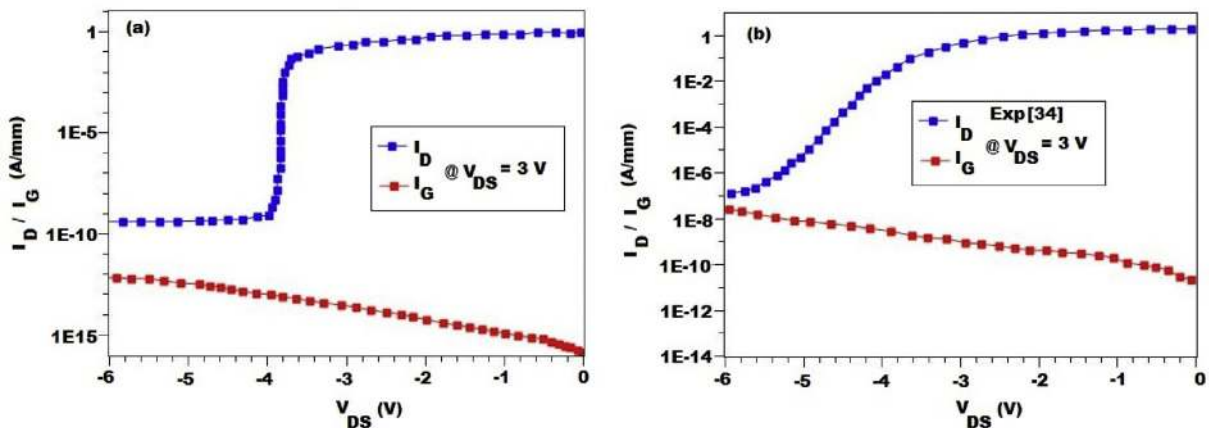 (a)
I_D / I_G (A/mm)
1
1E-5
1E-10
1E15
I_D
I_G
@ V_DS = 3 V
-6 -5 -4 -3 -2 -1 0
V_DS (V)
(b)
I_D / I_G (A/mm)
1
1E-2
1E-4
1E-6
1E-8
1E-10
1E-12
1E-14
Exp[34]
I_D
I_G
@ V_DS = 3 V
-6 -5 -4 -3 -2 -1 0
V_DS (V)